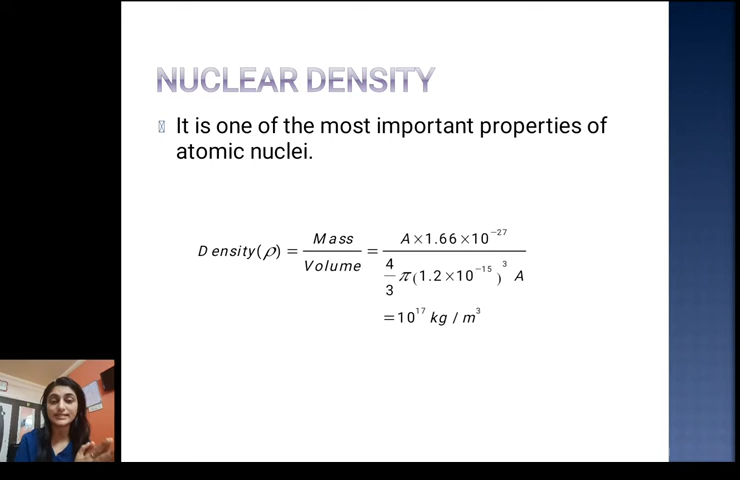 NUCLEAR DENSITY
It is one of the most important properties of
atomic nuclei.
Density(ρ) = Mass / Volume = A×1.66×10⁻²⁷ / 4/3 π(1.2×10⁻¹⁵)³ A
=10¹⁷ kg / m³